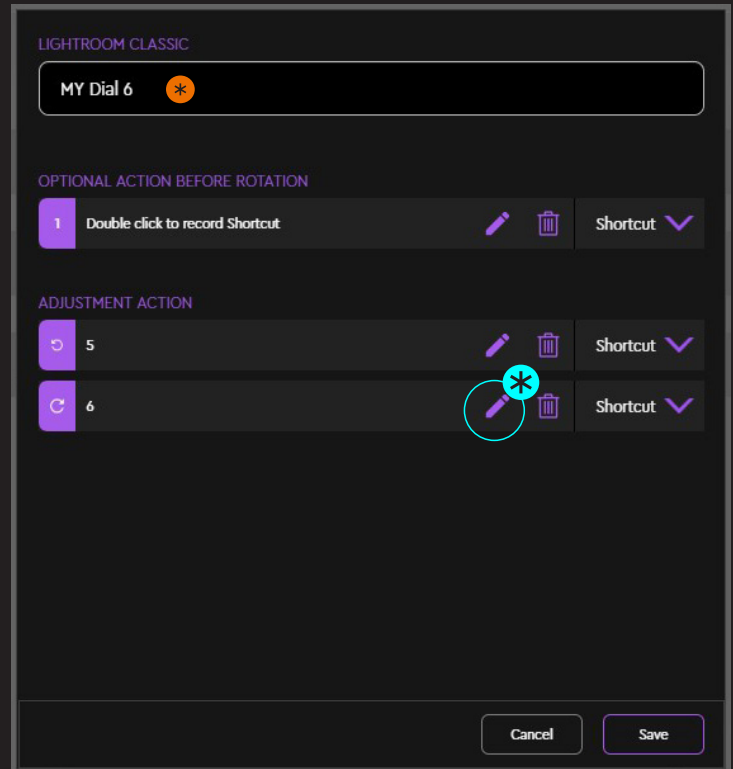 LIGHTROOM CLASSIC
MY Dial 6 *
OPTIONAL ACTION BEFORE ROTATION
1 Double click to record Shortcut Shortcut
ADJUSTMENT ACTION
5 Shortcut
*
6 Shortcut
Cancel Save